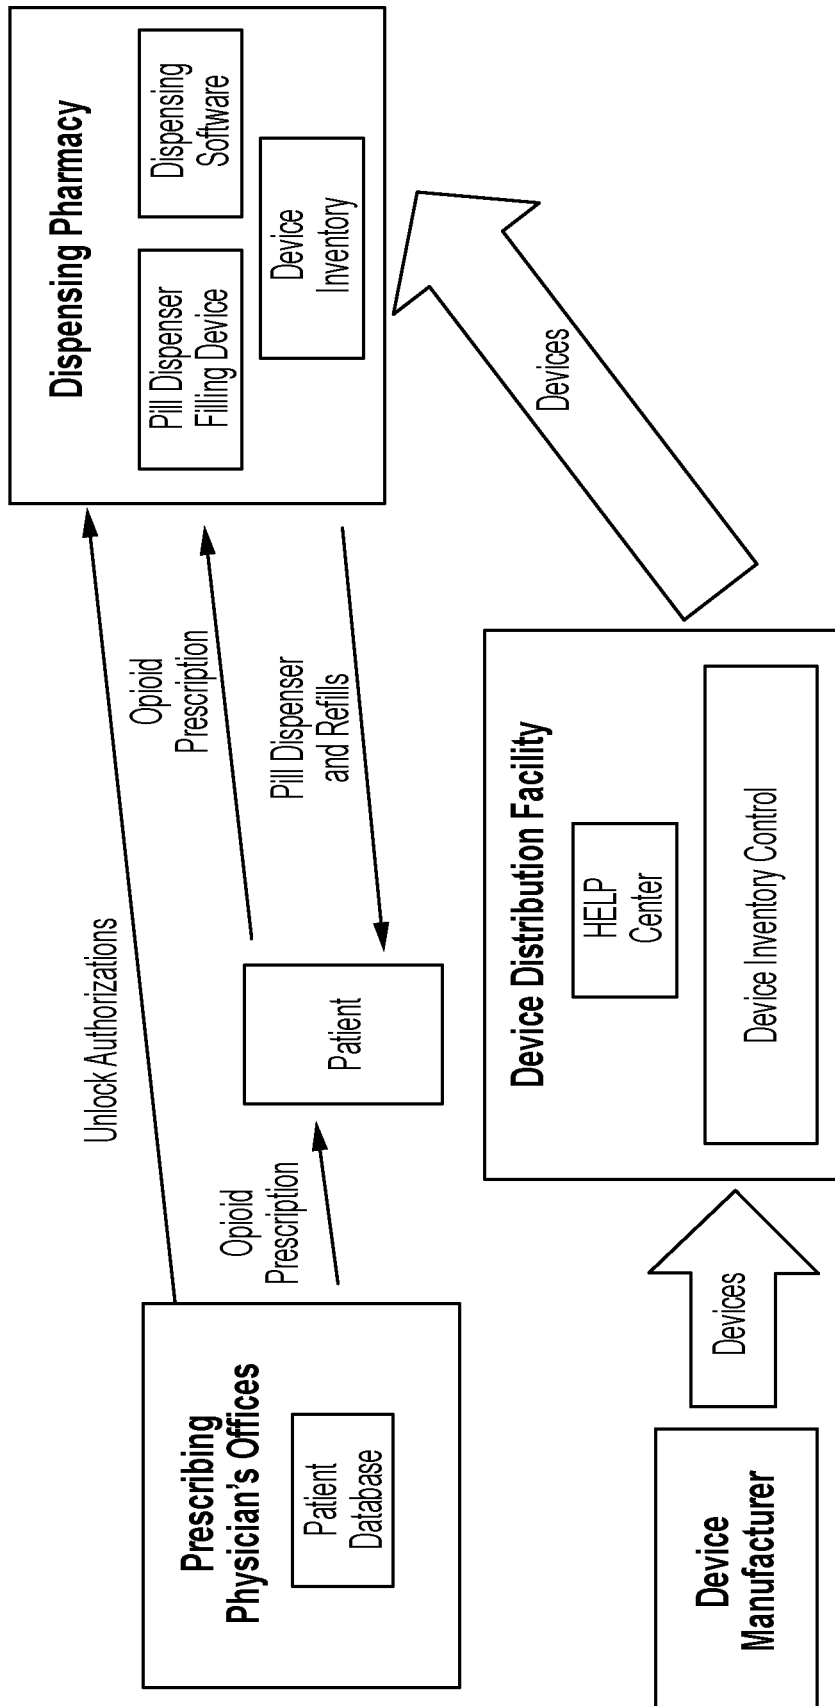 Prescribing
Physician's Offices
Patient
Database
Unlock Authorizations
Opioid
Prescription
Patient
Opioid
Prescription
Pill Dispenser
and Refills
Dispensing Pharmacy
Pill Dispenser
Filling Device
Dispensing
Software
Device
Inventory
Device
Manufacturer
Devices
Device Distribution Facility
HELP
Center
Device Inventory Control
Devices